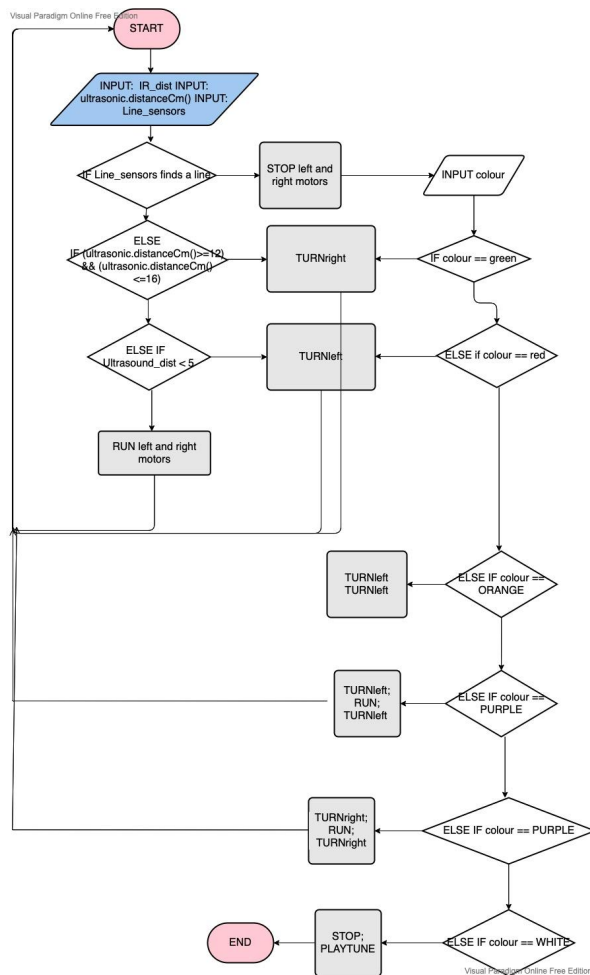 Visual Paradigm Online Free Edition
START
INPUT: IR_dist INPUT:
ultrasonic.distanceCm() INPUT:
Line_sensors
IF Line_sensors finds a line
STOP left and
right motors
INPUT colour
ELSE
IF (ultrasonic.distanceCm()>=12)
&& (ultrasonic.distanceCm()
<=16)
TURNright
IF colour == green
ELSE IF
Ultrasound_dist < 5
TURNleft
ELSE if colour == red
RUN left and right
motors
TURNleft
TURNleft
ELSE IF colour ==
ORANGE
TURNleft;
RUN;
TURNleft
ELSE IF colour ==
PURPLE
TURNright;
RUN;
TURNright
ELSE IF colour == PURPLE
END
STOP;
PLAYTUNE
ELSE IF colour == WHITE
Visual Paradigm Online Free Edition